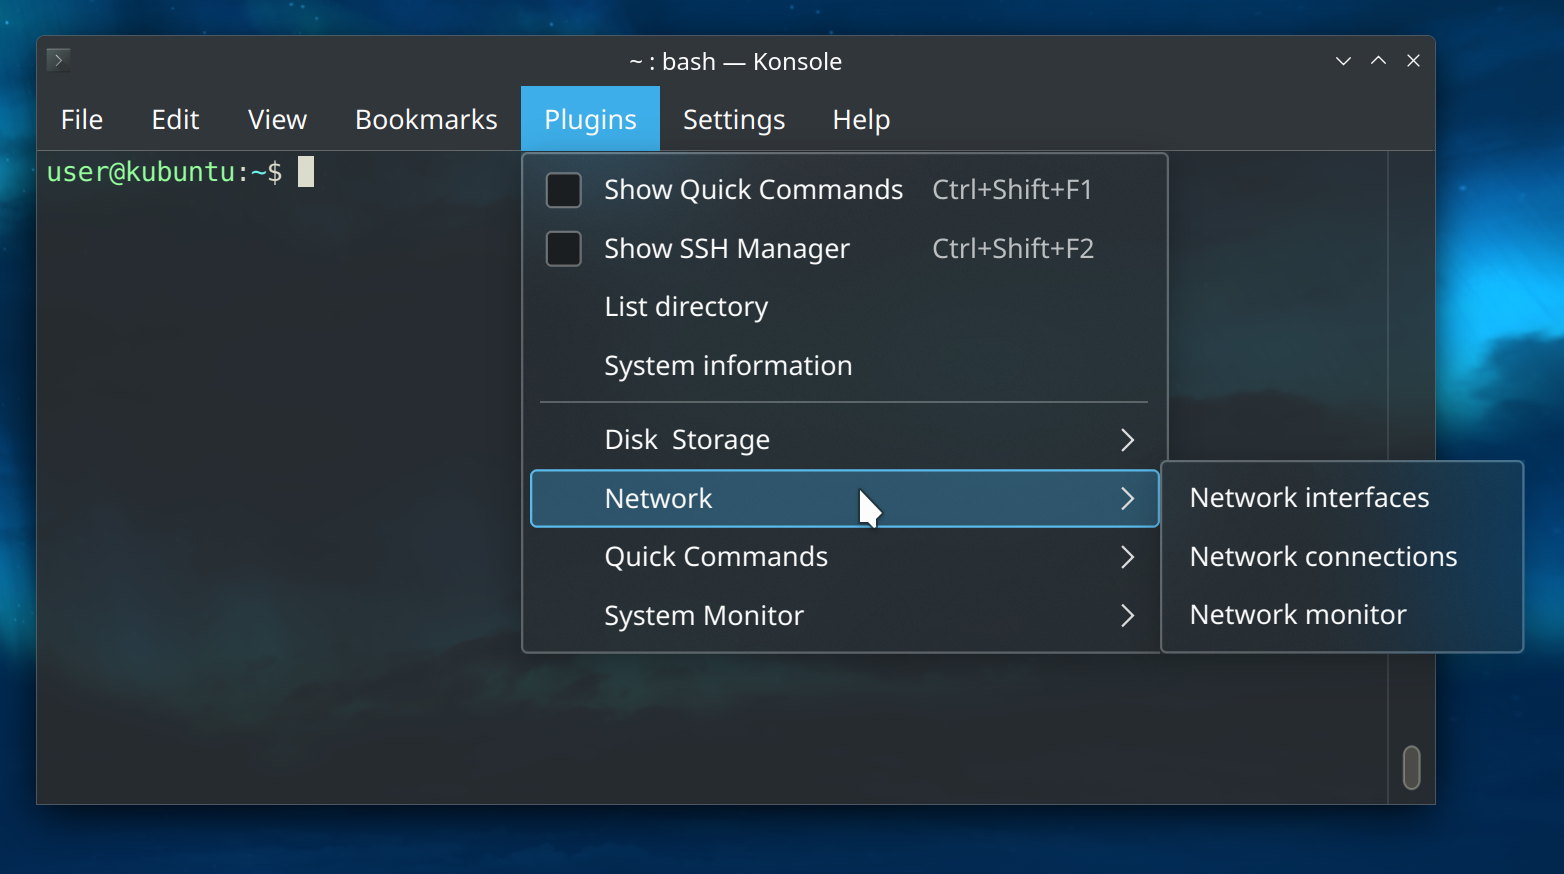 ~ : bash — Konsole
File Edit View Bookmarks Plugins Settings Help
user@kubuntu:~$
Show Quick Commands Ctrl+Shift+F1
Show SSH Manager Ctrl+Shift+F2
List directory
System information
Disk  Storage
Network
Quick Commands
System Monitor
Network interfaces
Network connections
Network monitor